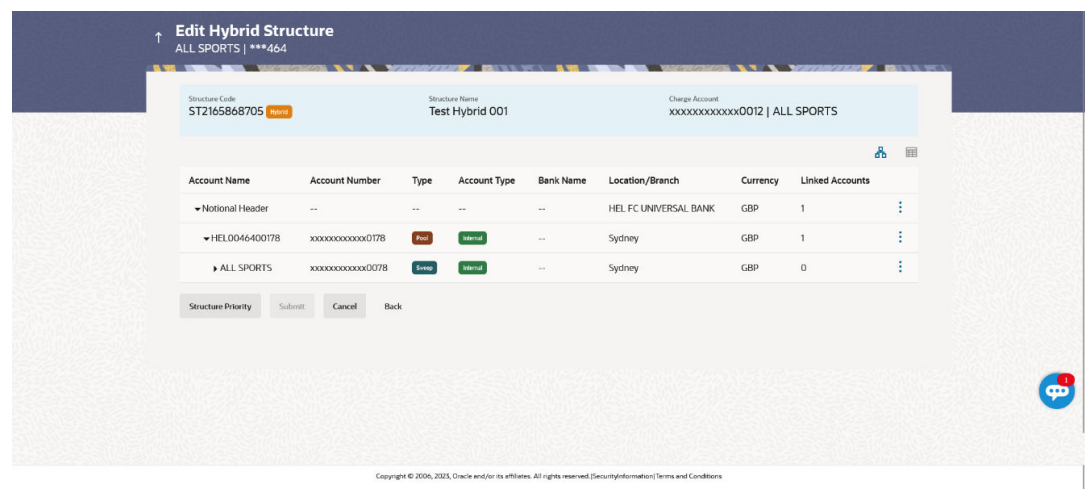 ↑ Edit Hybrid Structure
ALL SPORTS | ***464
Structure Code Structure Name Charge Account
ST2165868705 Hybrid Test Hybrid 001 xxxxxxxxxxxx0012 | ALL SPORTS
Account Name Account Number Type Account Type Bank Name Location/Branch Currency Linked Accounts
Notional Header -- -- -- -- HEL FC UNIVERSAL BANK GBP 1
HEL0046400178 xxxxxxxxxxxx0178 Pool Internal -- Sydney GBP 1
ALL SPORTS xxxxxxxxxxxx0078 Sweep Internal -- Sydney GBP 0
Structure Priority Submit Cancel Back
1
Copyright © 2006, 2023, Oracle and/or its affiliates. All rights reserved.|SecurityInformation|Terms and Conditions